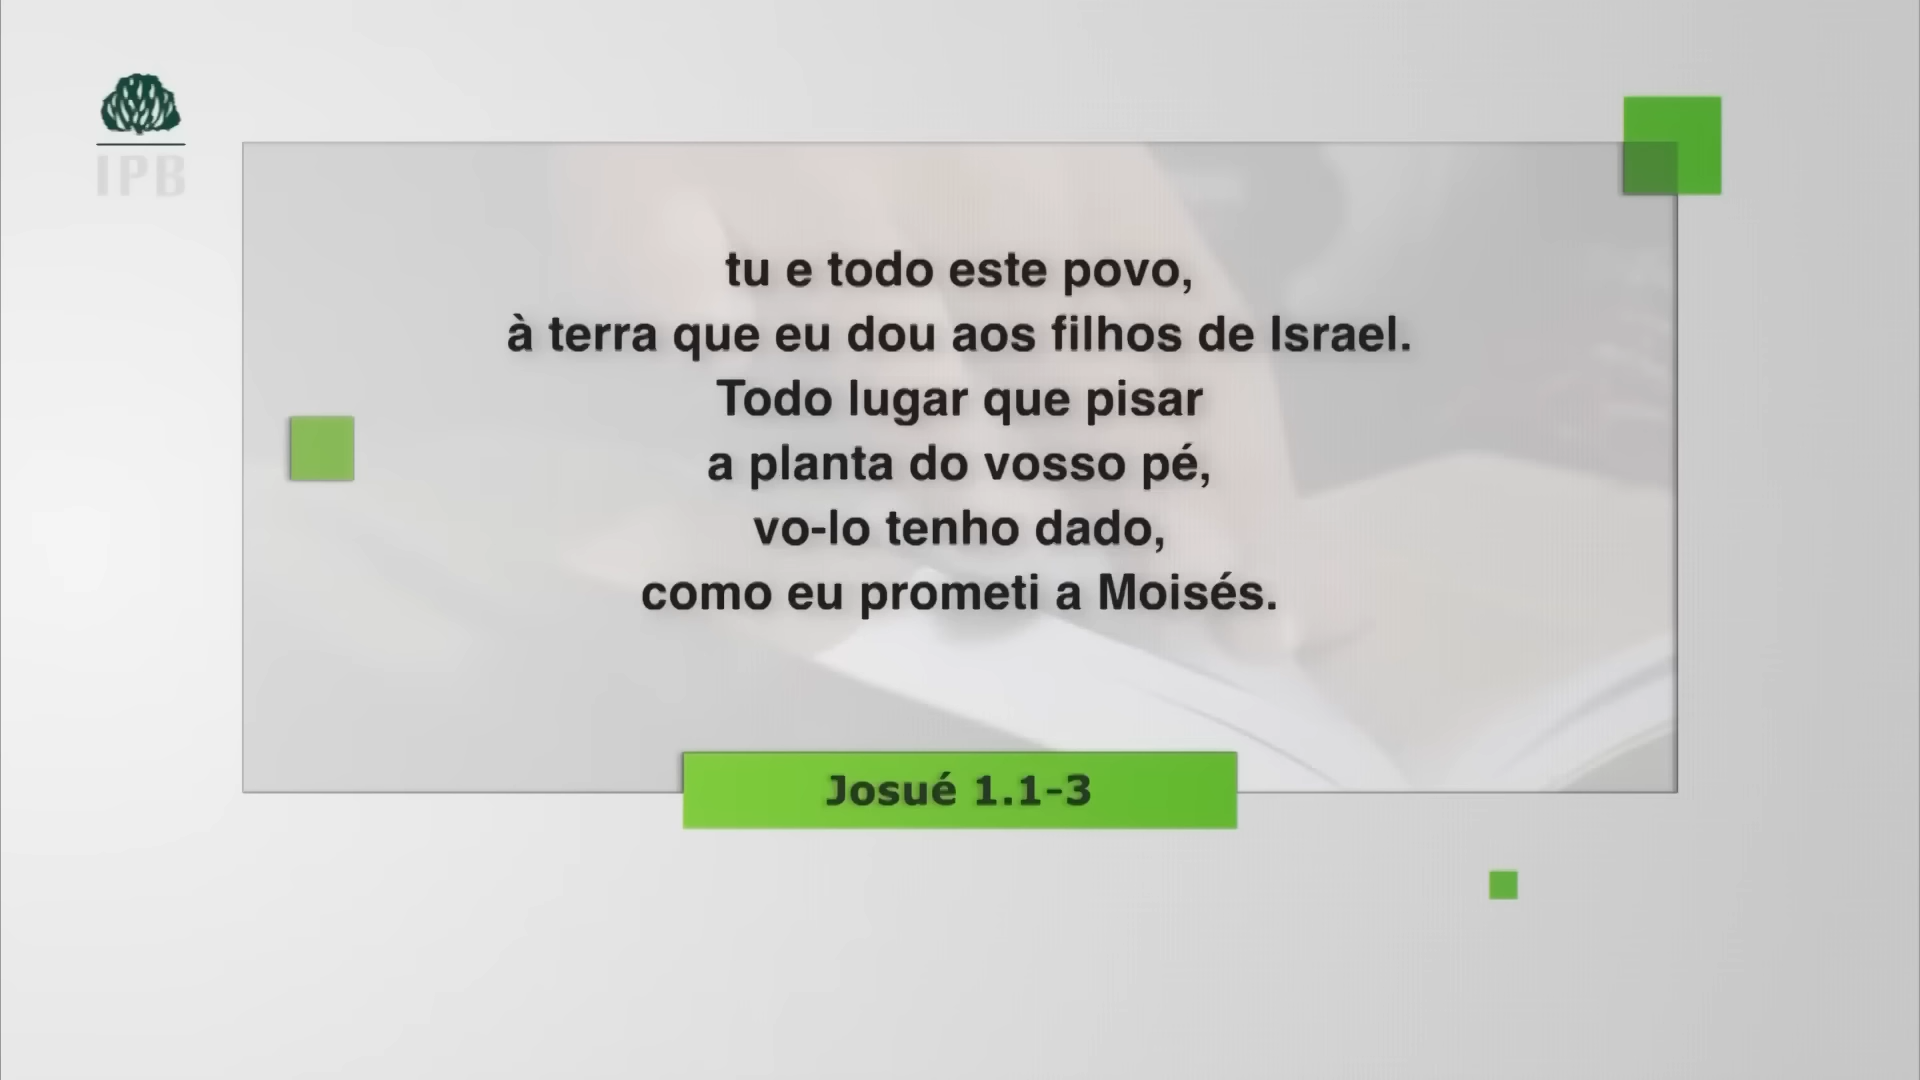 IPB
tu e todo este povo,
à terra que eu dou aos filhos de Israel.
Todo lugar que pisar
a planta do vosso pé,
vo-lo tenho dado,
como eu prometi a Moisés.
Josué 1.1-3